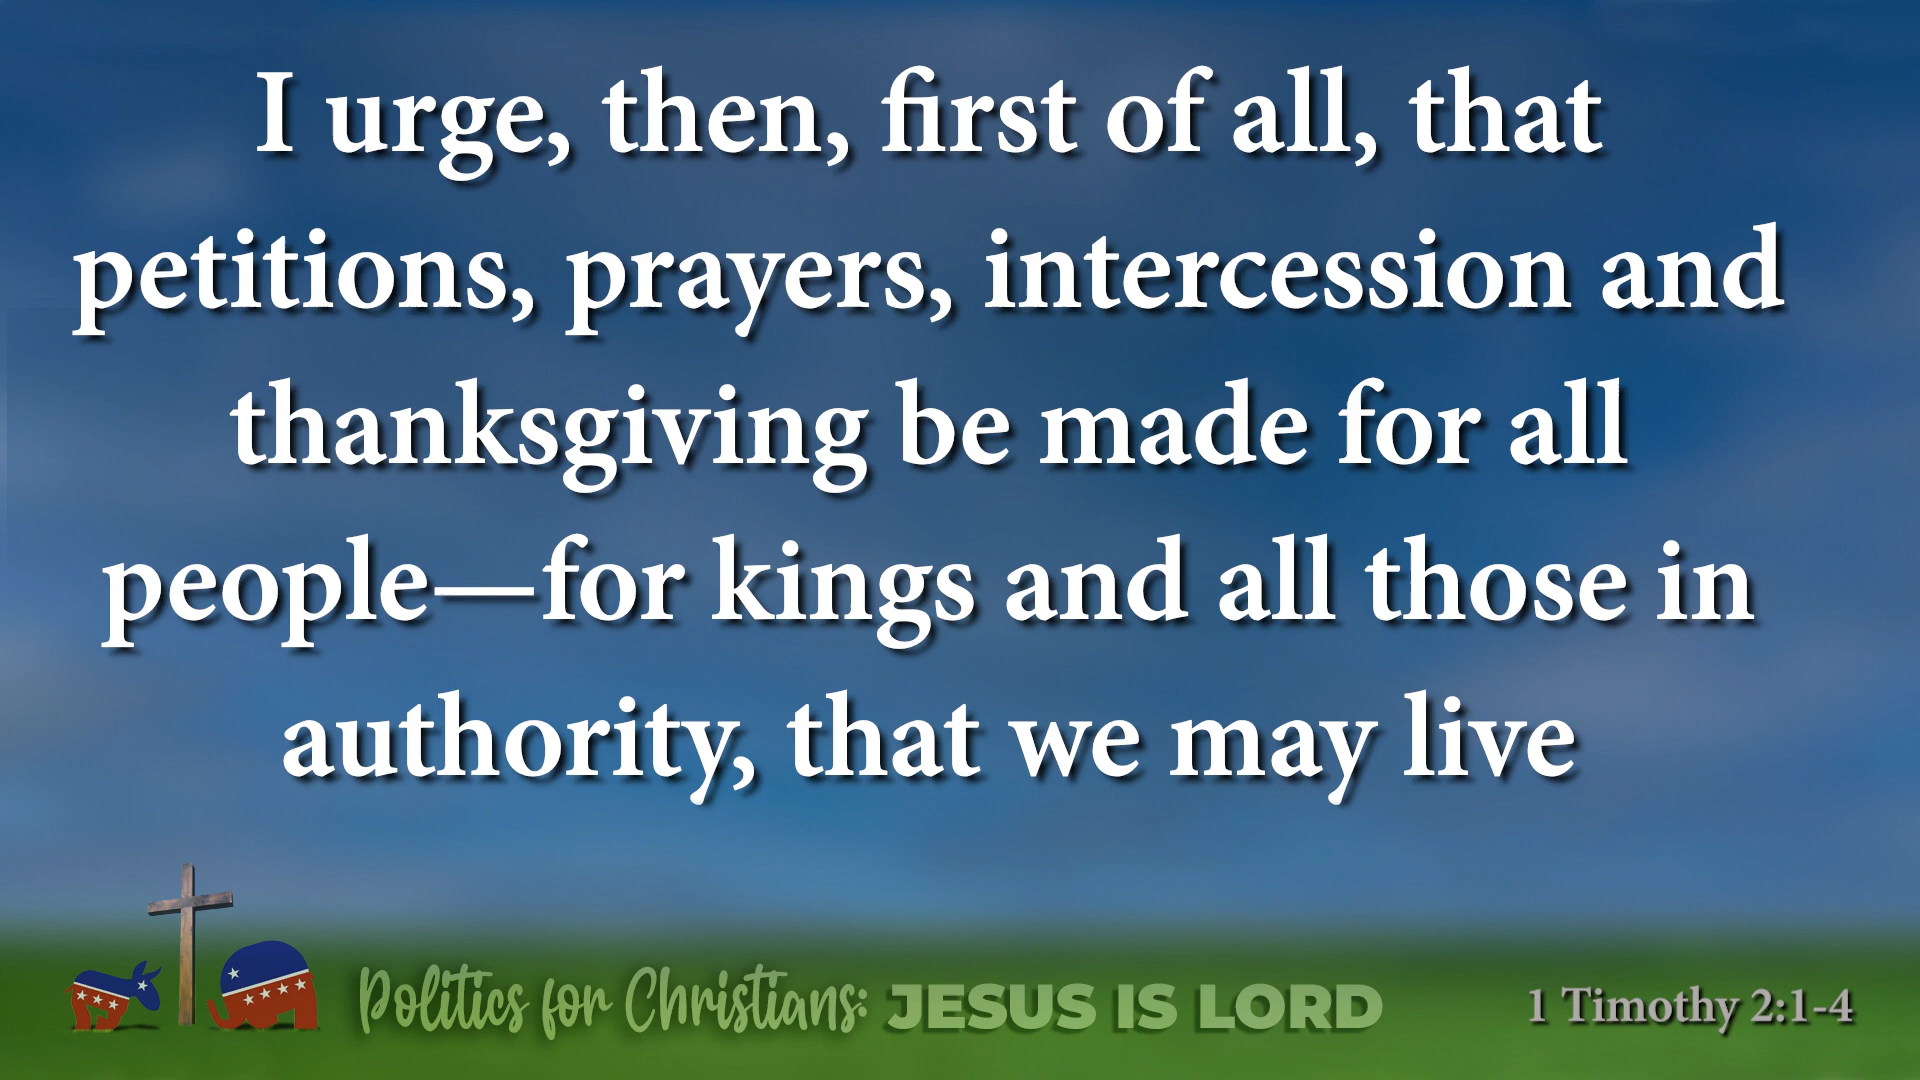 I urge, then, first of all, that
petitions, prayers, intercession and
thanksgiving be made for all
people—for kings and all those in
authority, that we may live
Politics for Christians: JESUS IS LORD
1 Timothy 2:1-4